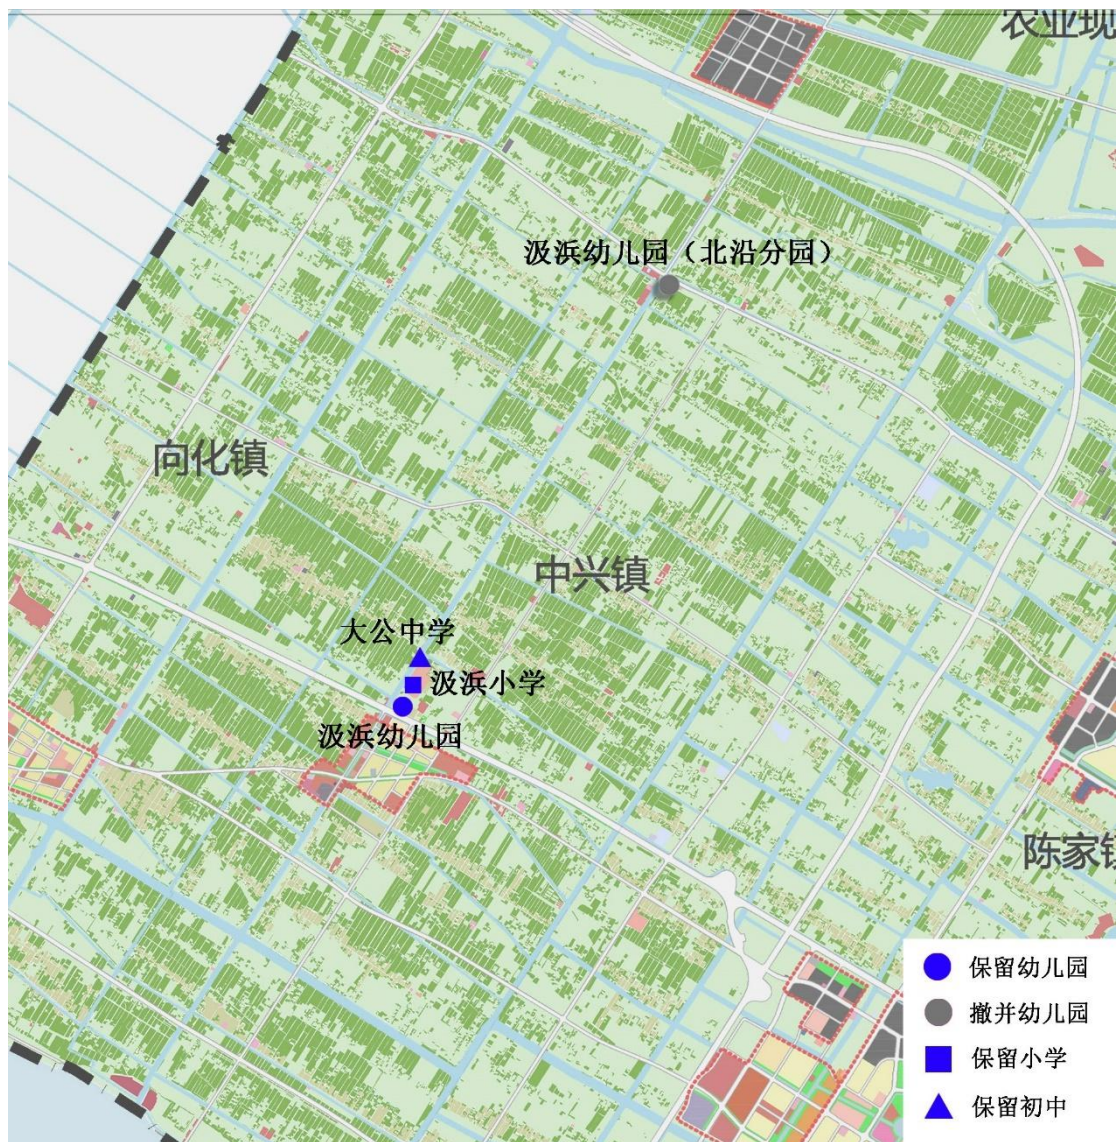 农业现
汲浜幼儿园（北沿分园）
向化镇
中兴镇
大公中学
汲浜小学
汲浜幼儿园
陈家镇
保留幼儿园
撤并幼儿园
保留小学
保留初中